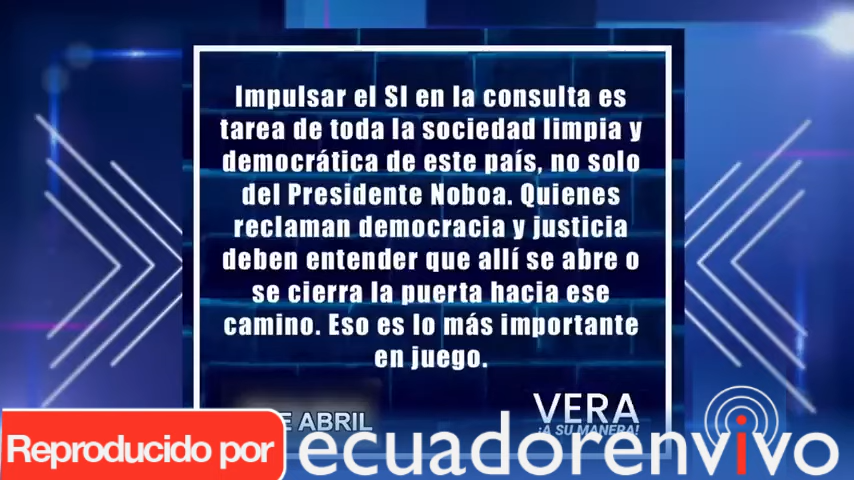 Impulsar el SI en la consulta es
tarea de toda la sociedad limpia y
democrática de este país, no solo
del Presidente Noboa. Quienes
reclaman democracia y justicia
deben entender que allí se abre o
se cierra la puerta hacia ese
camino. Eso es lo más importante
en juego.
E ABRIL
VERA
¡A SU MANERA!
Reproducido por
ecuadorenvivo